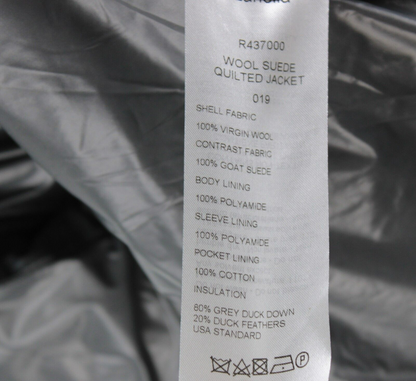 R437000
WOOL SUEDE
QUILTED JACKET
019
SHELL FABRIC
100% VIRGIN WOOL
CONTRAST FABRIC
100% GOAT SUEDE
BODY LINING
100% POLYAMIDE
SLEEVE LINING
100% POLYAMIDE
POCKET LINING
100% COTTON
INSULATION
80% GREY DUCK DOWN
20% DUCK FEATHERS
USA STANDARD
P